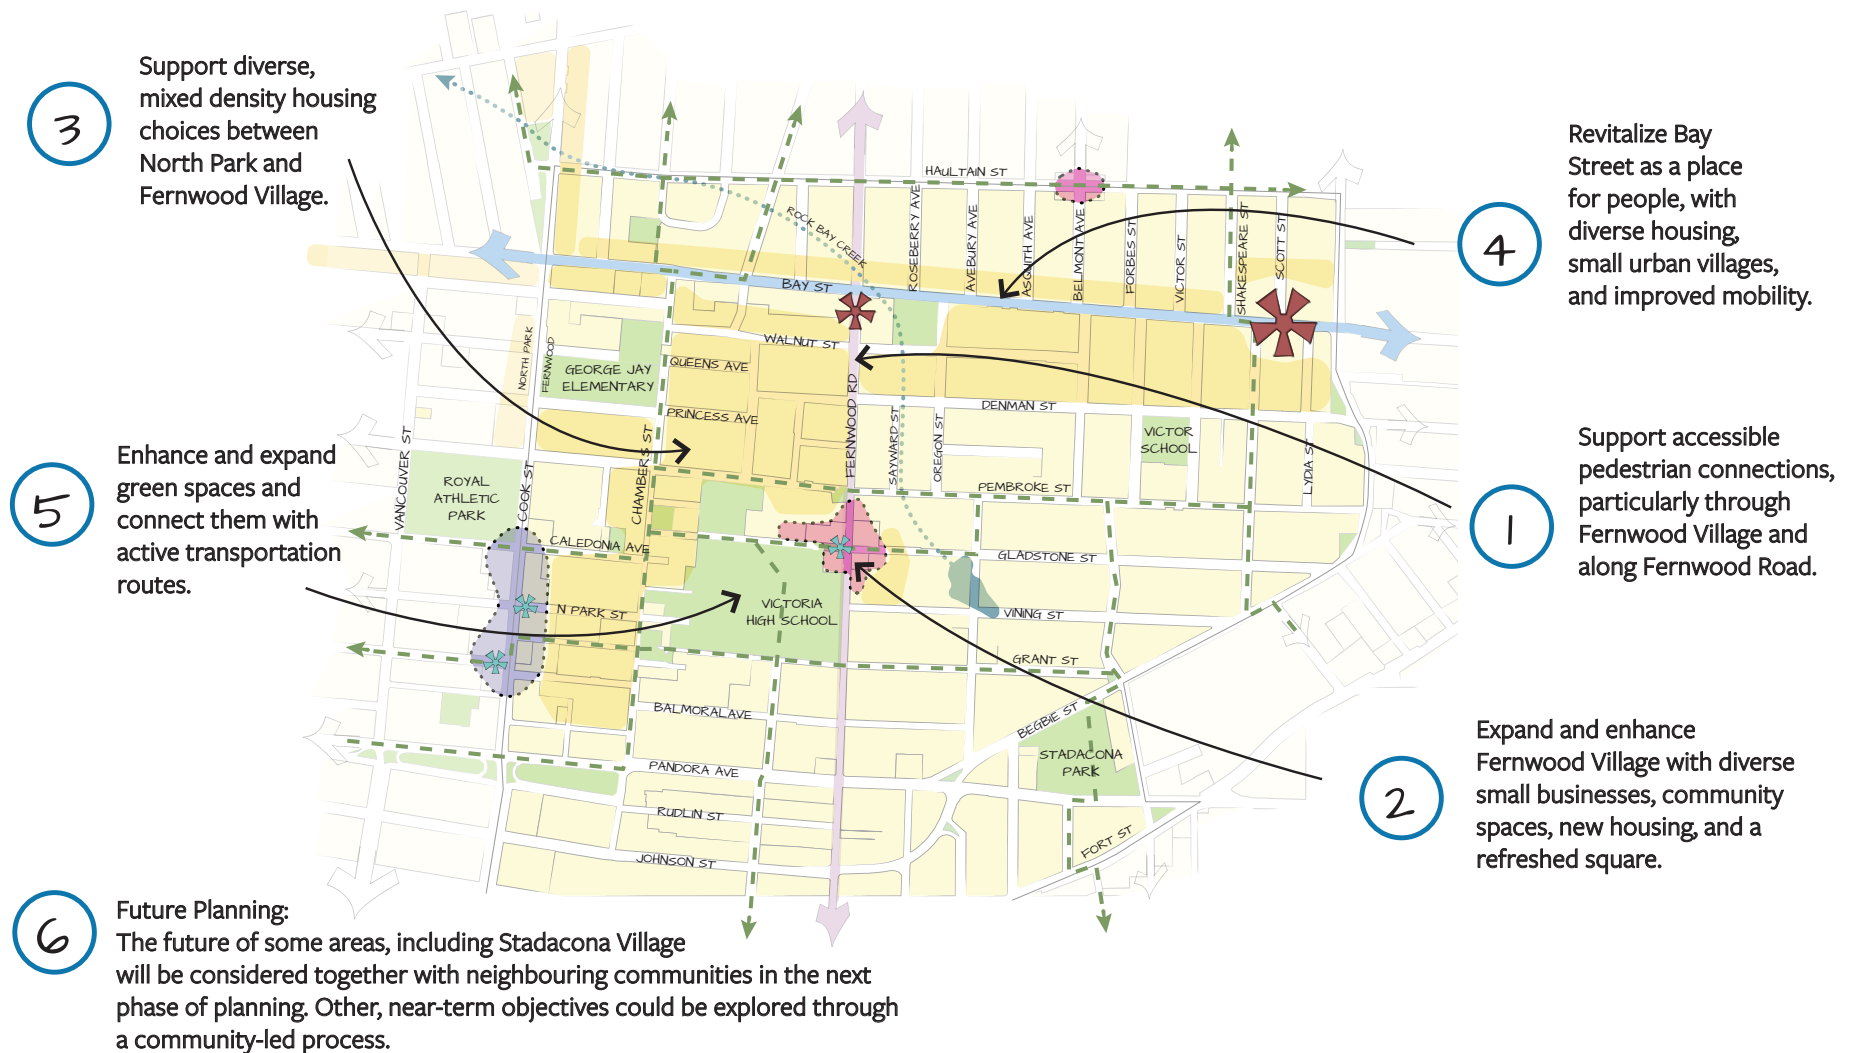 3
Support diverse,
mixed density housing
choices between
North Park and
Fernwood Village.
4
Revitalize Bay
Street as a place
for people, with
diverse housing,
small urban villages,
and improved mobility.
5
Enhance and expand
green spaces and
connect them with
active transportation
routes.
1
Support accessible
pedestrian connections,
particularly through
Fernwood Village and
along Fernwood Road.
2
Expand and enhance
Fernwood Village with diverse
small businesses, community
spaces, new housing, and a
refreshed square.
6
Future Planning:
The future of some areas, including Stadacona Village
will be considered together with neighbouring communities in the next
phase of planning. Other, near-term objectives could be explored through
a community-led process.
HAULTAIN ST
ROCK BAY CREEK
ROSEBERRY AVE
AVEBURY AVE
ASQUITH AVE
BELMONT AVE
FORBES ST
VICTOR ST
SHAKESPEARE ST
SCOTT ST
BAY ST
WALNUT ST
NORTH PARK
FERNWOOD
GEORGE JAY
ELEMENTARY
QUEENS AVE
PRINCESS AVE
FERNWOOD RD
DENMAN ST
SAYWARD ST
OREGON ST
VICTOR
SCHOOL
LYDIA ST
VANCOUVER ST
ROYAL
ATHLETIC
PARK
COOK ST
CHAMBERS ST
PEMBROKE ST
CALEDONIA AVE
GLADSTONE ST
N PARK ST
VICTORIA
HIGH SCHOOL
VINING ST
GRANT ST
BALMORAL AVE
BEGBIE ST
STADACONA
PARK
PANDORA AVE
RUDLIN ST
FORT ST
JOHNSON ST